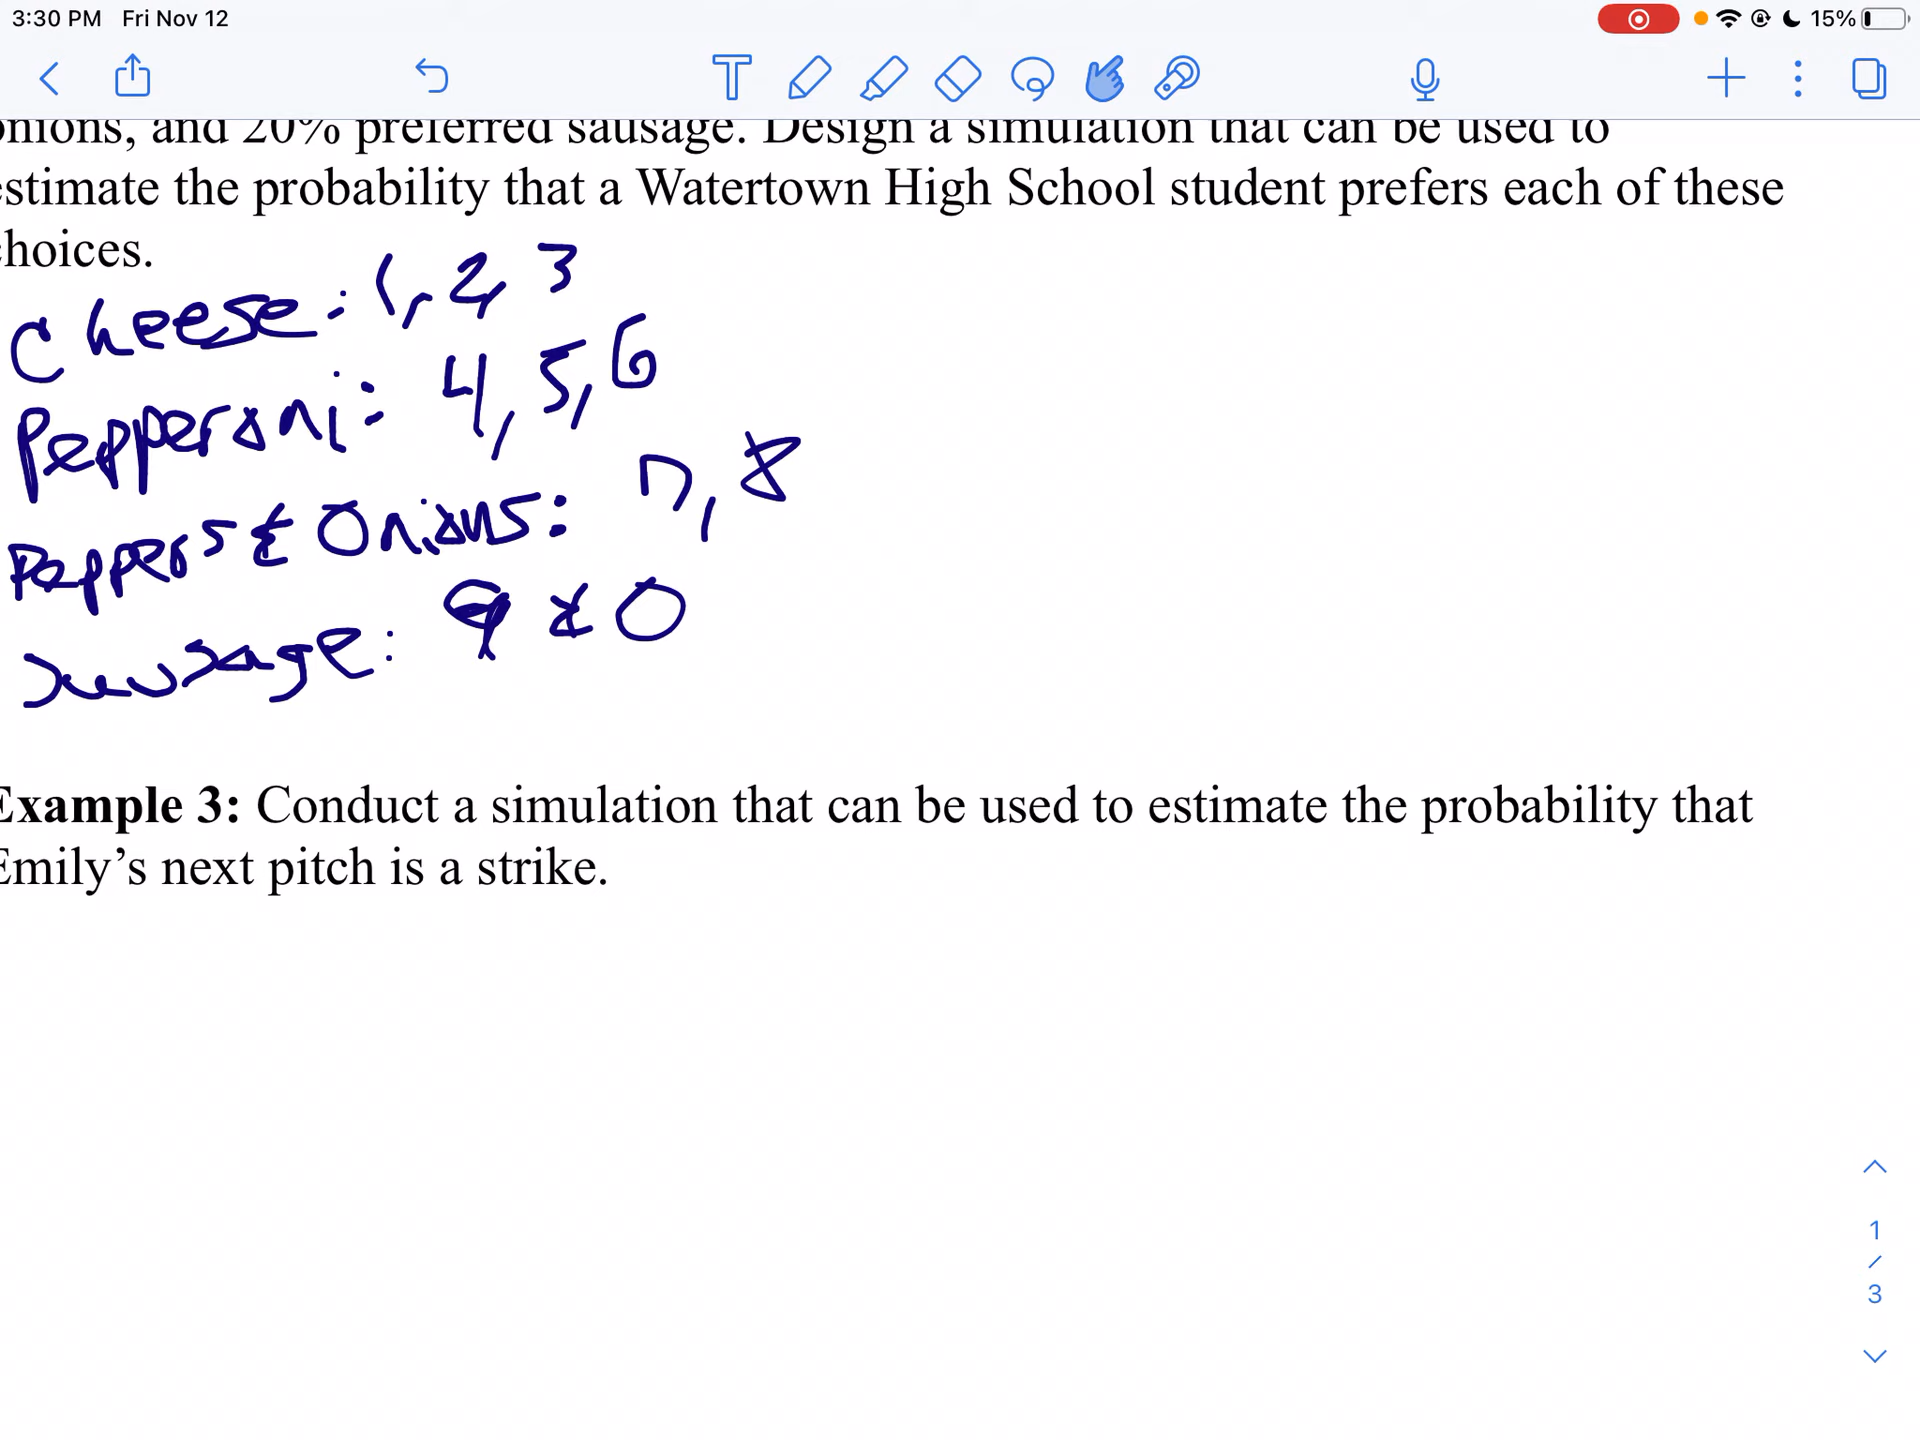 3:30 PM Fri Nov 12
15%
onions, and 20% preferred sausage. Design a simulation that can be used to
estimate the probability that a Watertown High School student prefers each of these
choices.
Cheese: 1, 2, 3
Pepperoni: 4, 5, 6
Peppers & Onions: 7, 8
Sausage: 9 & 0
Example 3: Conduct a simulation that can be used to estimate the probability that
Emily's next pitch is a strike.
1
/
3